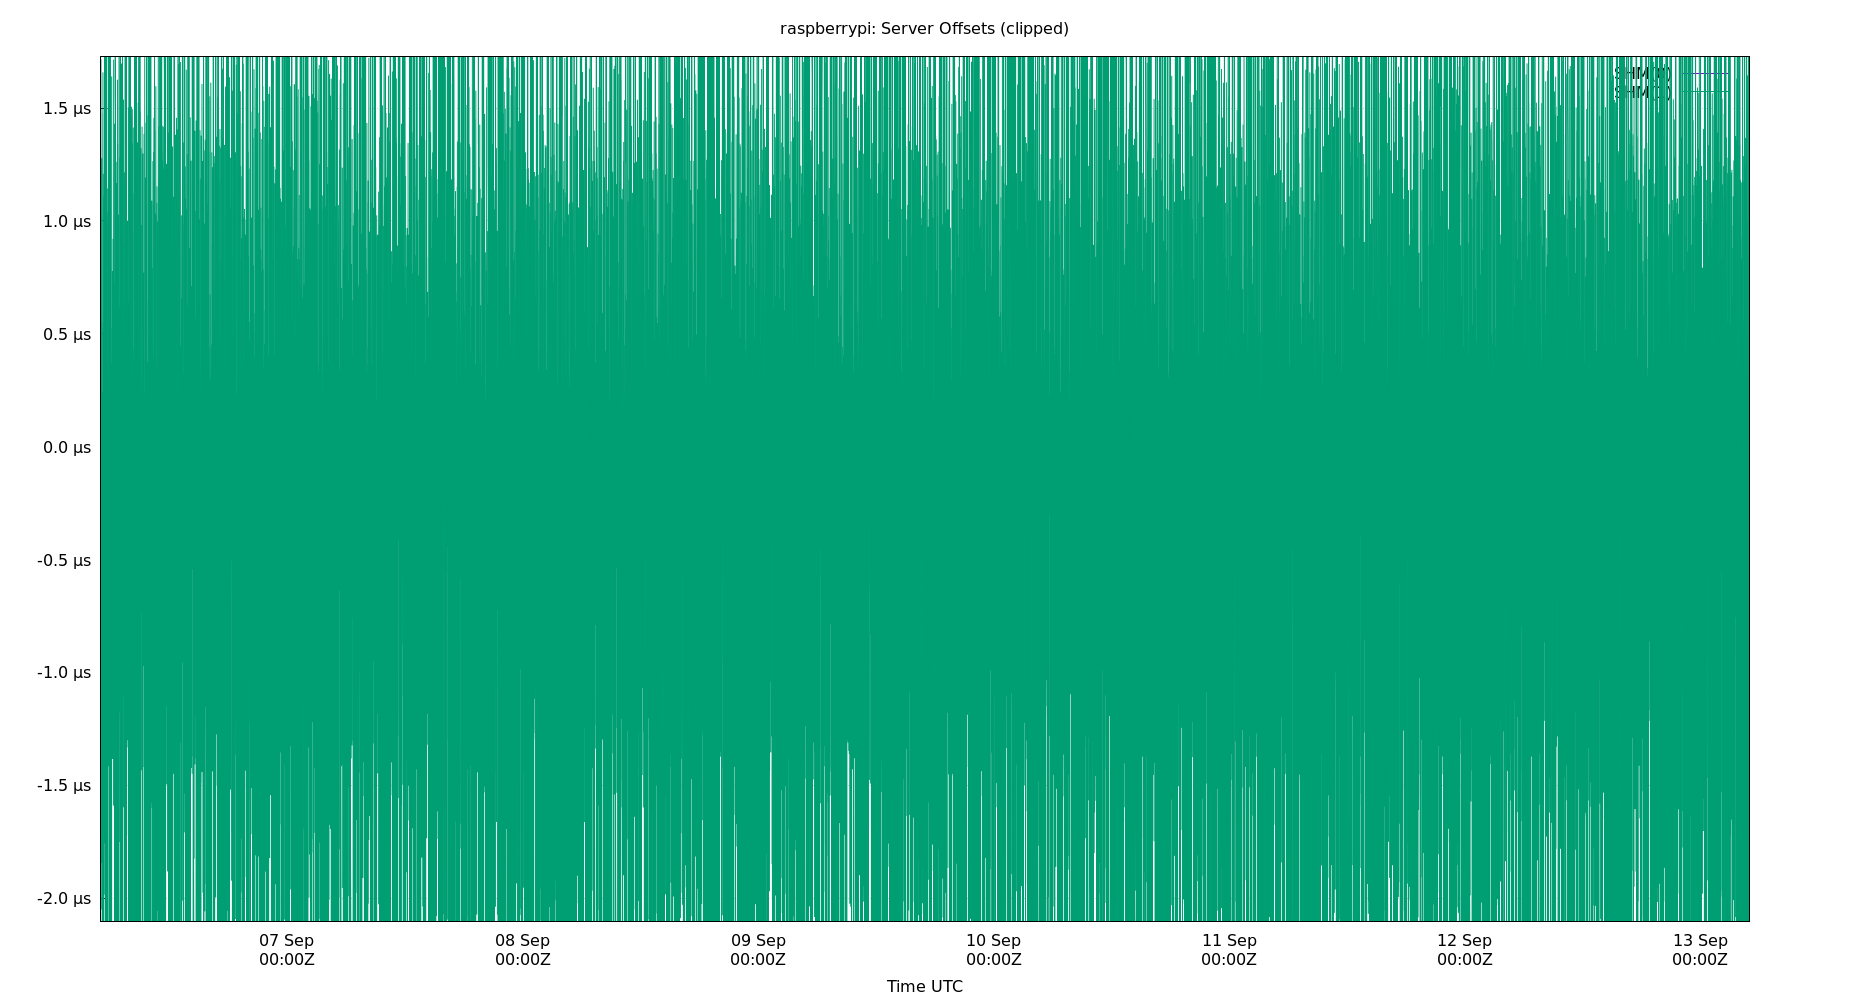 raspberrypi: Server Offsets (clipped)
1.5 µs
1.0 µs
0.5 µs
0.0 µs
-0.5 µs
-1.0 µs
-1.5 µs
-2.0 µs
07 Sep
00:00Z
08 Sep
00:00Z
09 Sep
00:00Z
10 Sep
00:00Z
11 Sep
00:00Z
12 Sep
00:00Z
13 Sep
00:00Z
Time UTC